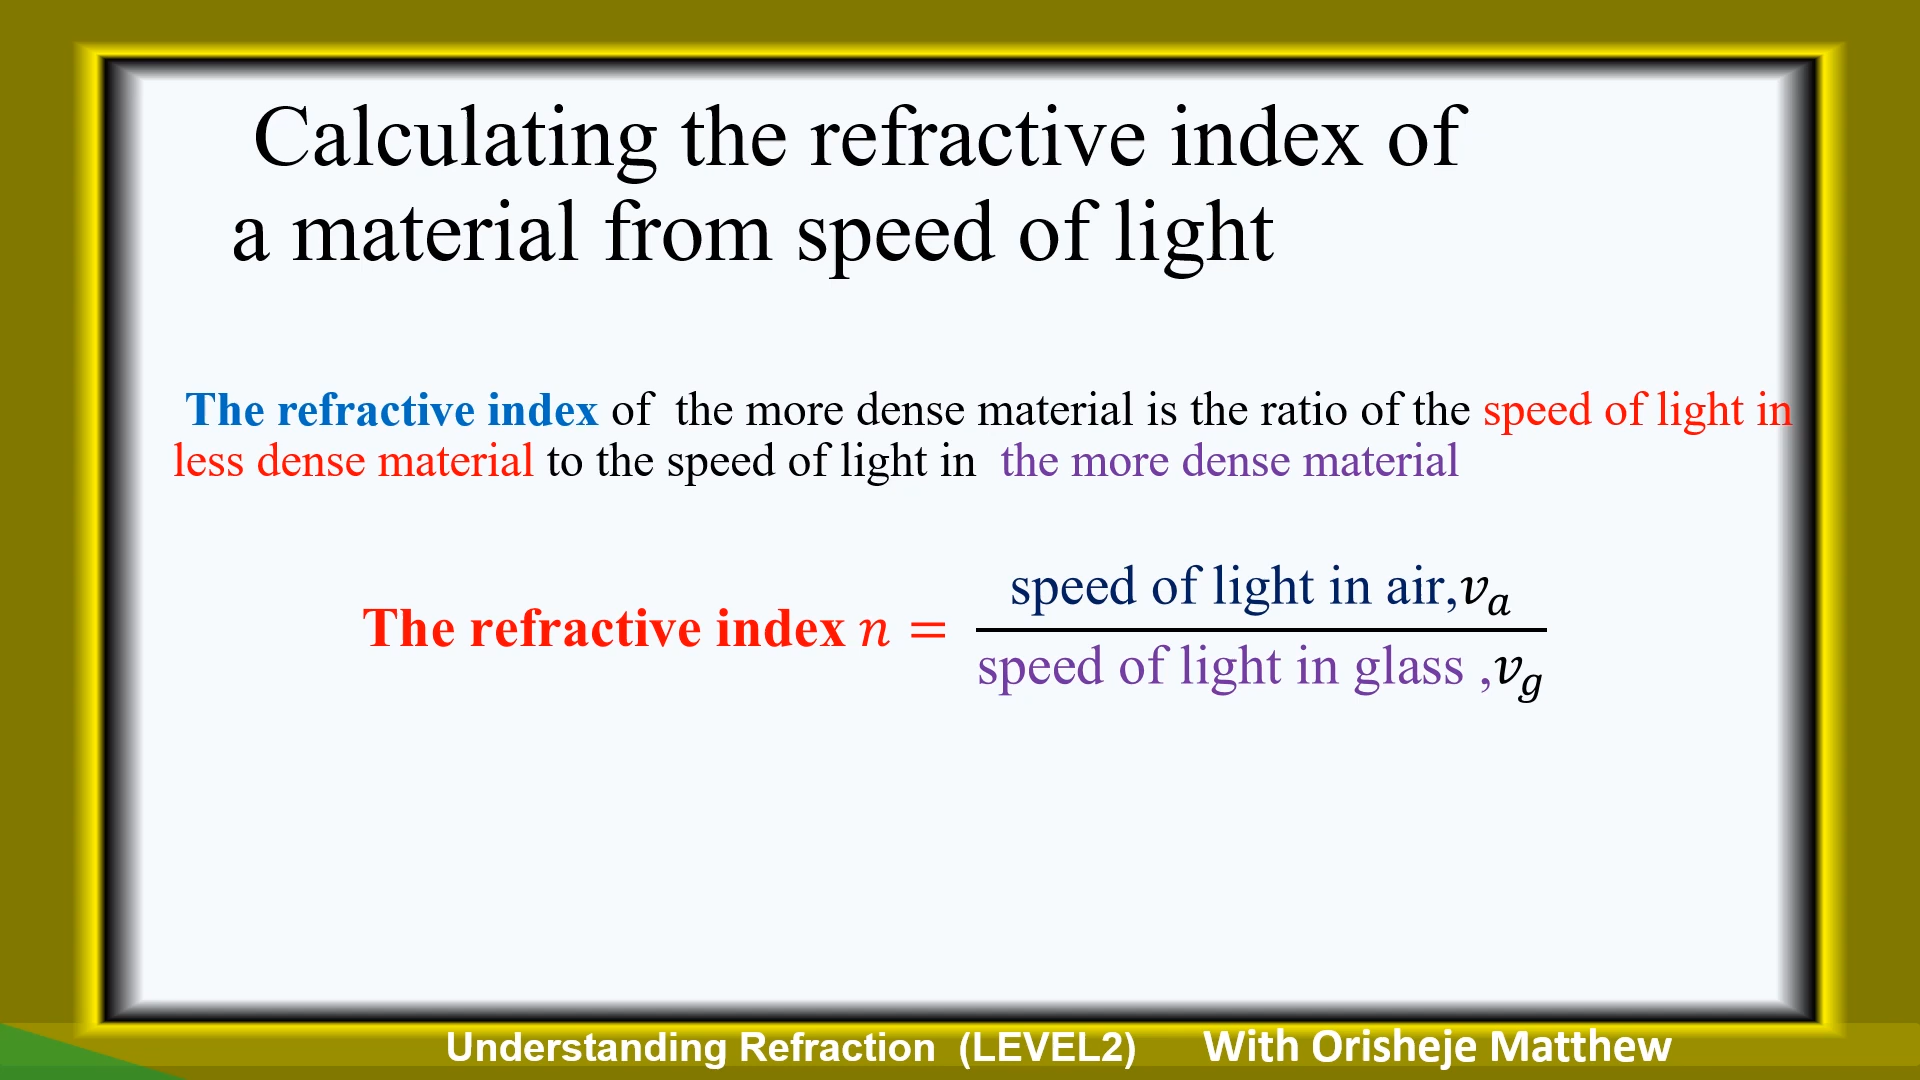 Calculating the refractive index of
a material from speed of light
The refractive index of the more dense material is the ratio of the speed of light in
less dense material to the speed of light in the more dense material
The refractive index n = speed of light in air,vₐ
speed of light in glass ,v_g
Understanding Refraction (LEVEL2) With Orisheje Matthew